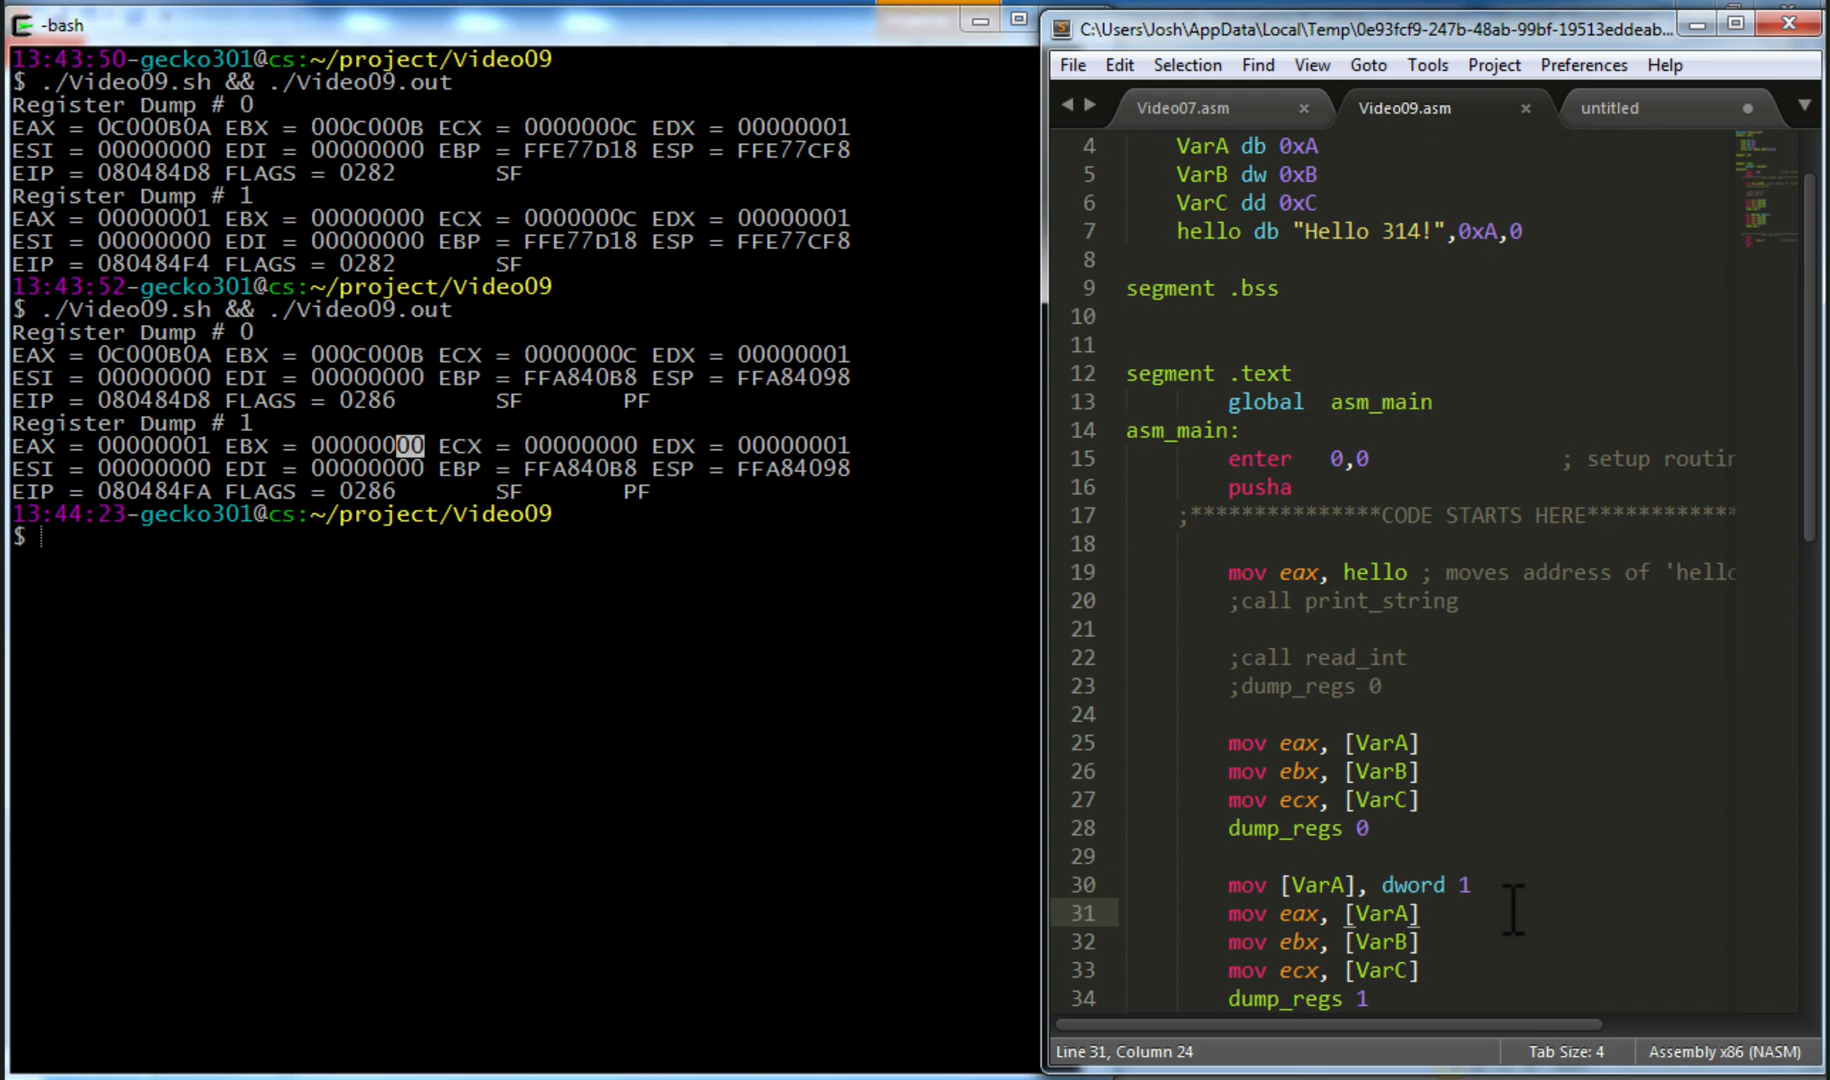 -bash
13:43:50-gecko301@cs:~/project/Video09
$ ./Video09.sh && ./Video09.out
Register Dump # 0
EAX = 0C000B0A EBX = 000C000B ECX = 0000000C EDX = 00000001
ESI = 00000000 EDI = 00000000 EBP = FFE77D18 ESP = FFE77CF8
EIP = 080484D8 FLAGS = 0282 SF
Register Dump # 1
EAX = 00000001 EBX = 00000000 ECX = 0000000C EDX = 00000001
ESI = 00000000 EDI = 00000000 EBP = FFE77D18 ESP = FFE77CF8
EIP = 080484F4 FLAGS = 0282 SF
13:43:52-gecko301@cs:~/project/Video09
$ ./Video09.sh && ./Video09.out
Register Dump # 0
EAX = 0C000B0A EBX = 000C000B ECX = 0000000C EDX = 00000001
ESI = 00000000 EDI = 00000000 EBP = FFA840B8 ESP = FFA84098
EIP = 080484D8 FLAGS = 0286 SF PF
Register Dump # 1
EAX = 00000001 EBX = 00000000 ECX = 00000000 EDX = 00000001
ESI = 00000000 EDI = 00000000 EBP = FFA840B8 ESP = FFA84098
EIP = 080484FA FLAGS = 0286 SF PF
13:44:23-gecko301@cs:~/project/Video09
$
C:\Users\Josh\AppData\Local\Temp\0e93fcf9-247b-48ab-99bf-19513eddeab...
File Edit Selection Find View Goto Tools Project Preferences Help
Video07.asm Video09.asm untitled
4 VarA db 0xA
5 VarB dw 0xB
6 VarC dd 0xC
7 hello db "Hello 314!",0xA,0
8
9 segment .bss
10
11
12 segment .text
13 global asm_main
14 asm_main:
15 enter 0,0 ; setup routin
16 pusha
17 ;***************CODE STARTS HERE************
18
19 mov eax, hello ; moves address of 'hello
20 ;call print_string
21
22 ;call read_int
23 ;dump_regs 0
24
25 mov eax, [VarA]
26 mov ebx, [VarB]
27 mov ecx, [VarC]
28 dump_regs 0
29
30 mov [VarA], dword 1
31 mov eax, [VarA]
32 mov ebx, [VarB]
33 mov ecx, [VarC]
34 dump_regs 1
Line 31, Column 24 Tab Size: 4 Assembly x86 (NASM)